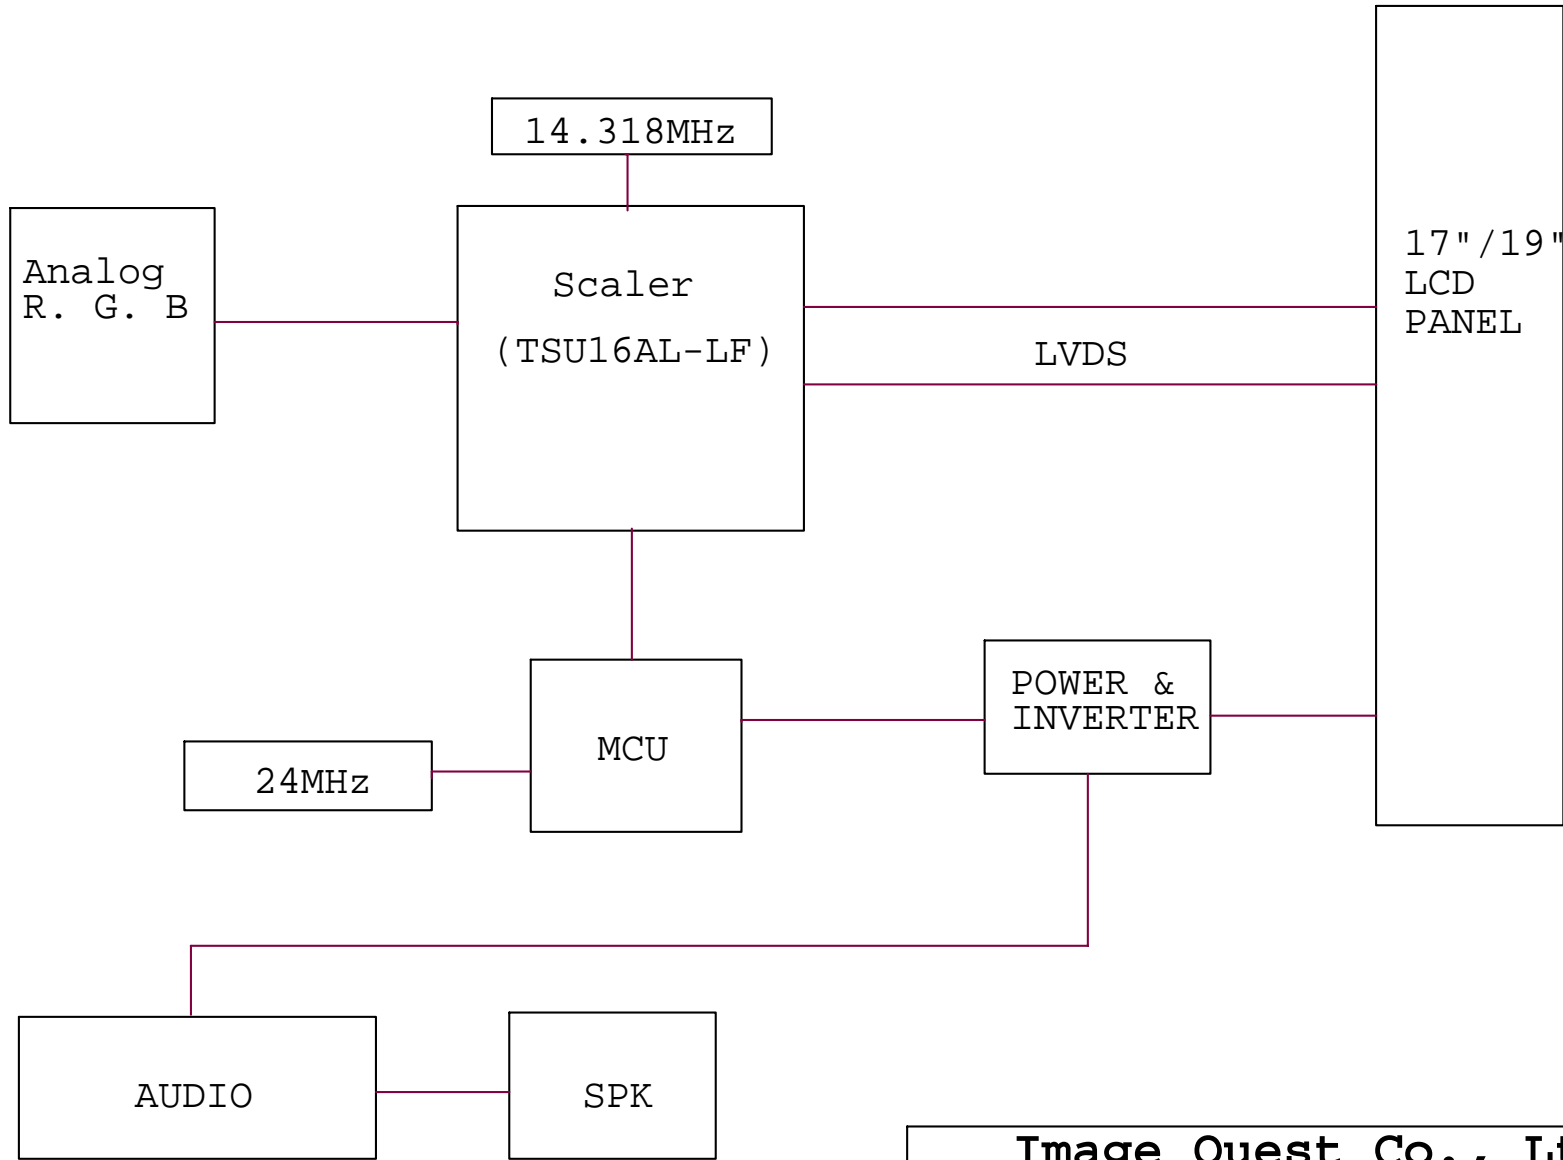 14.318MHz
Analog
R. G. B
Scaler
(TSU16AL-LF)
LVDS
17"/19"
LCD
PANEL
MCU
24MHz
POWER &
INVERTER
AUDIO
SPK
Image Quest Co.,